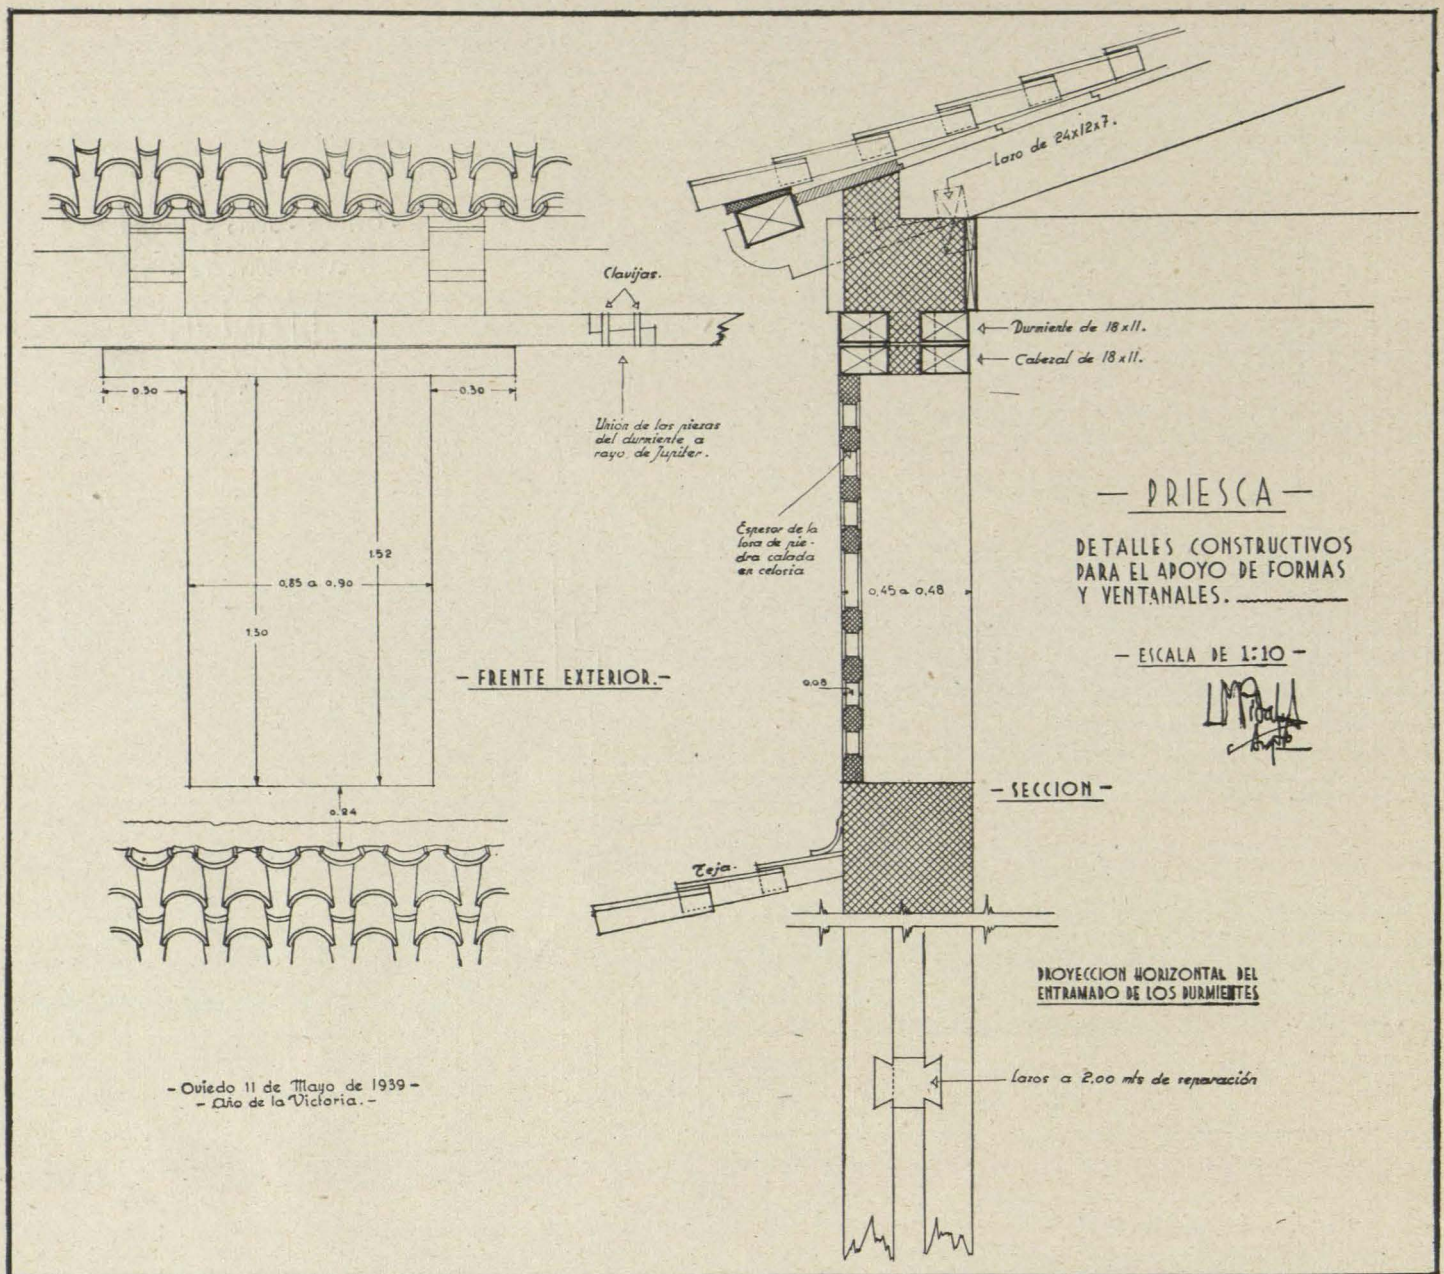 Lazo de 24x12x7.
Clavijas.
Durmiente de 18x11.
Cabezal de 18x11.
0.30
0.30
Unión de las piezas
del durmiente a
rayo de Jupiter.
— PRIESCA —
Espesor de la
losa de pie-
dra calada
en celosia
DETALLES CONSTRUCTIVOS
PARA EL APOYO DE FORMAS
Y VENTANALES.
1.52
0,85 a 0,90
0,45 a 0,48
1.30
- ESCALA DE 1:10 -
- FRENTE EXTERIOR.-
0.08
- SECCION -
0.24
Teja.
PROYECCION HORIZONTAL DEL
ENTRAMADO DE LOS DURMIENTES
Lazos a 2,00 mts de separación
- Oviedo 11 de Mayo de 1939 -
- Año de la Victoria. -